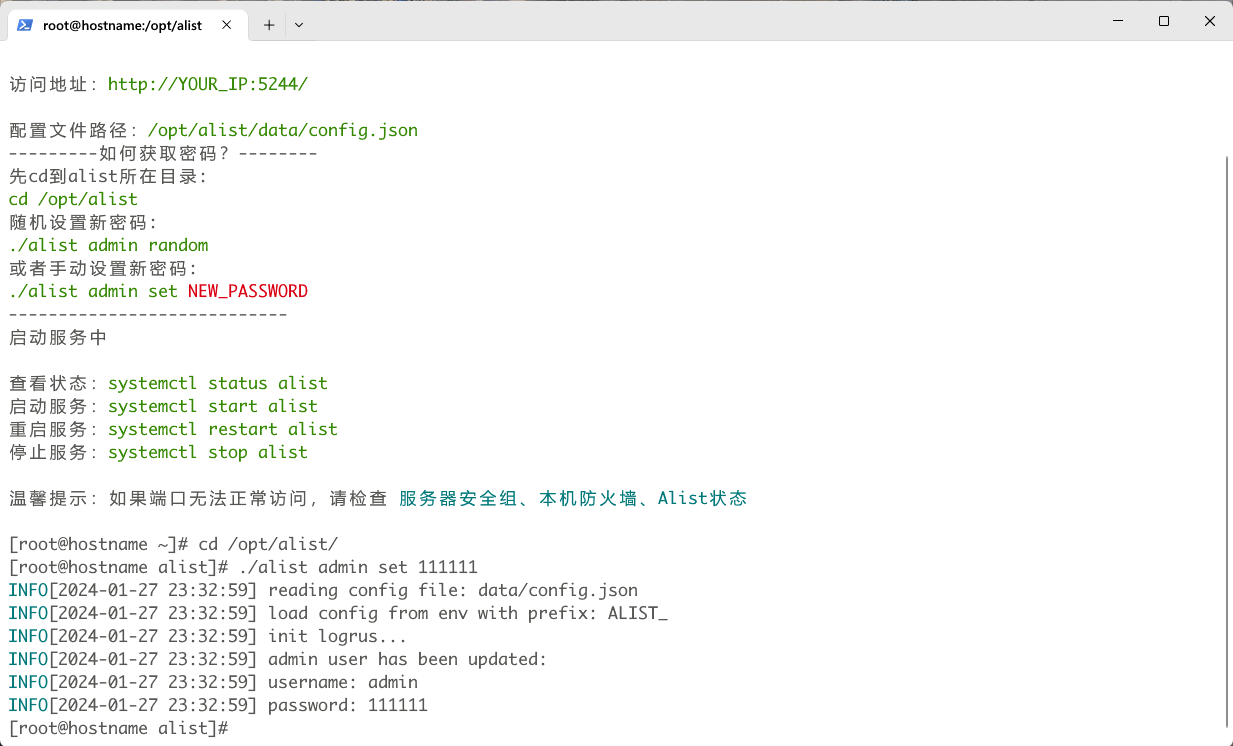 root@hostname:/opt/alist
访问地址：http://YOUR_IP:5244/
配置文件路径：/opt/alist/data/config.json
---------如何获取密码？--------
先cd到alist所在目录:
cd /opt/alist
随机设置新密码:
./alist admin random
或者手动设置新密码:
./alist admin set NEW_PASSWORD
----------------------------
启动服务中
查看状态：systemctl status alist
启动服务：systemctl start alist
重启服务：systemctl restart alist
停止服务：systemctl stop alist
温馨提示：如果端口无法正常访问，请检查 服务器安全组、本机防火墙、Alist状态
[root@hostname ~]# cd /opt/alist/
[root@hostname alist]# ./alist admin set 111111
INFO[2024-01-27 23:32:59] reading config file: data/config.json
INFO[2024-01-27 23:32:59] load config from env with prefix: ALIST_
INFO[2024-01-27 23:32:59] init logrus...
INFO[2024-01-27 23:32:59] admin user has been updated:
INFO[2024-01-27 23:32:59] username: admin
INFO[2024-01-27 23:32:59] password: 111111
[root@hostname alist]#